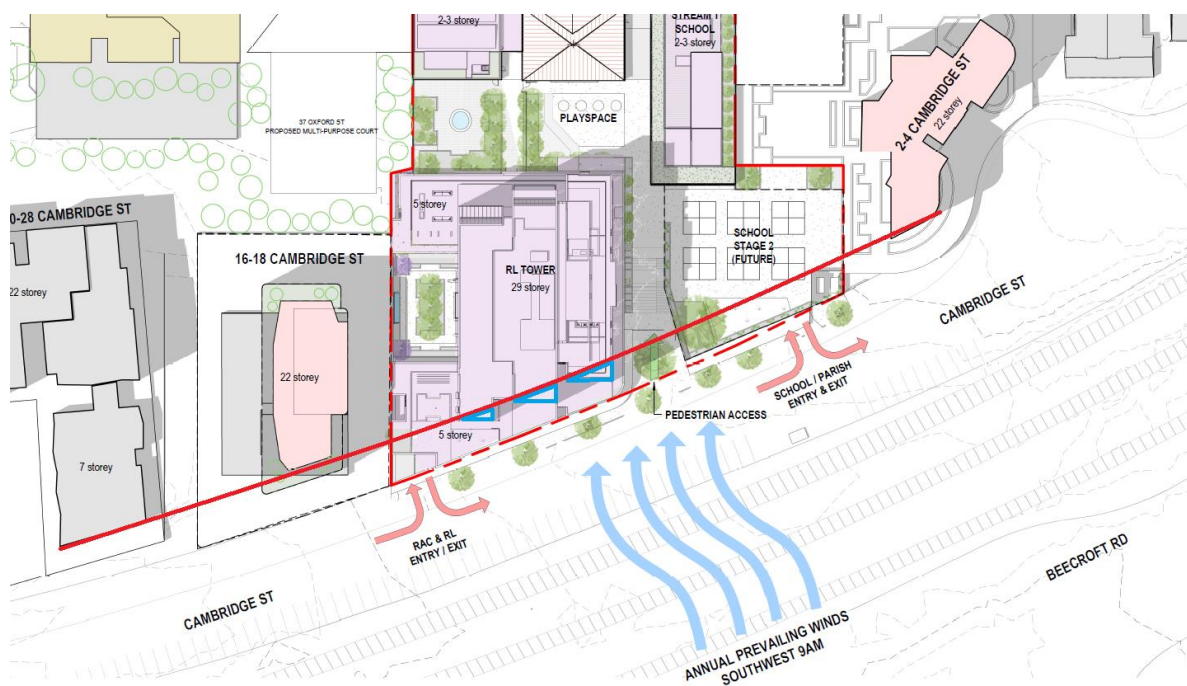 2-3 storey
STREAM 1
SCHOOL
2-3 storey
37 OXFORD ST
PROPOSED MULTI-PURPOSE COURT
PLAYSPACE
2-4 CAMBRIDGE ST
22 storey
0-28 CAMBRIDGE ST
22 storey
16-18 CAMBRIDGE ST
5 storey
RL TOWER
29 storey
SCHOOL
STAGE 2
(FUTURE)
CAMBRIDGE ST
22 storey
7 storey
5 storey
PEDESTRIAN ACCESS
SCHOOL / PARISH
ENTRY & EXIT
RAC & RL
ENTRY / EXIT
CAMBRIDGE ST
BEECROFT RD
ANNUAL PREVAILING WINDS
SOUTHWEST 9AM